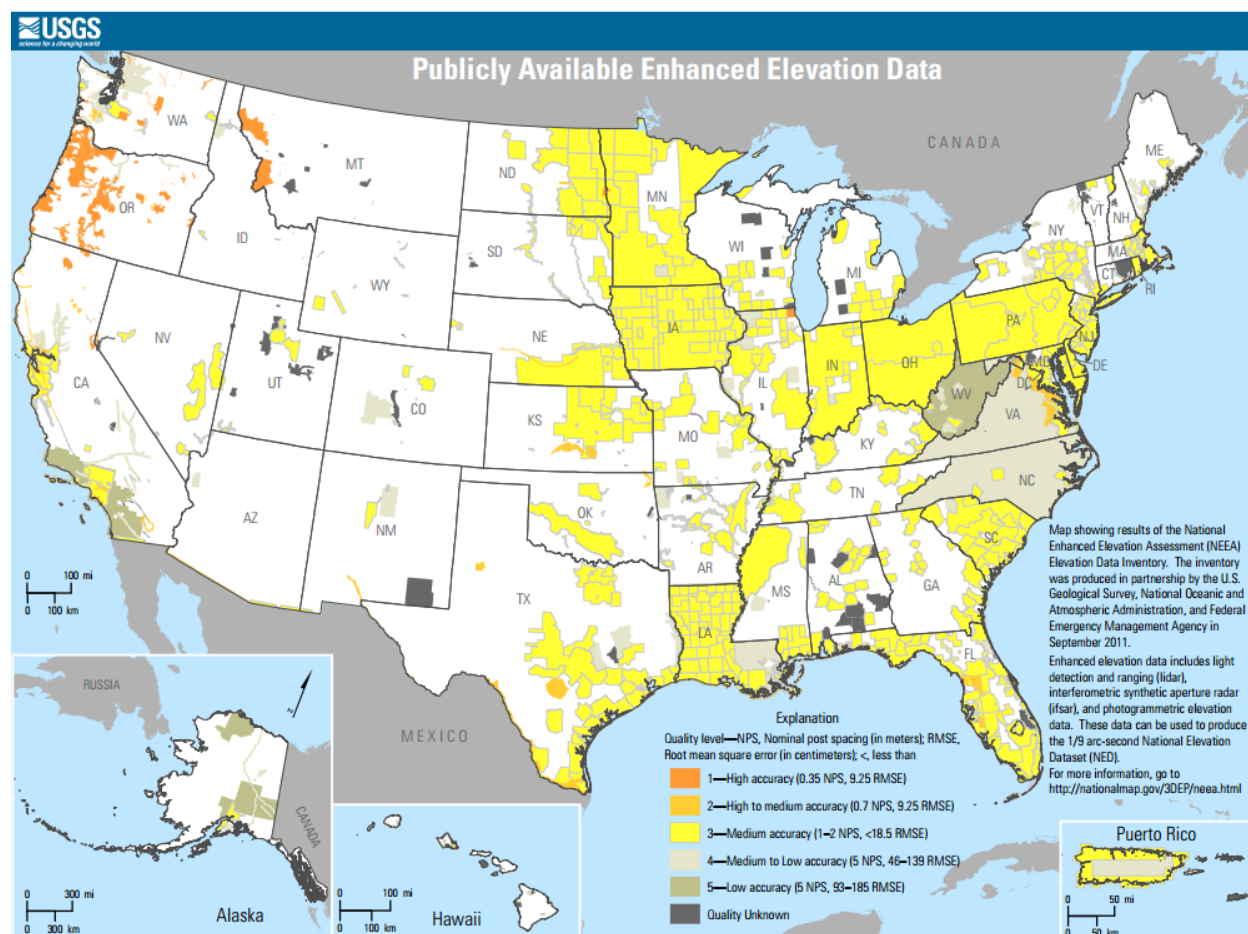 USGS
science for a changing world
Publicly Available Enhanced Elevation Data
CANADA
WA
MT
ND
MN
ME
OR
ID
SD
WI
MI
NY
VT
NH
MA
CT
RI
WY
IA
PA
NJ
NV
NE
IL
IN
OH
MD
DE
DC
CA
UT
CO
KS
MO
WV
VA
KY
AZ
NM
OK
AR
TN
NC
SC
TX
LA
MS
AL
GA
FL
0 100 mi
0 100 km
MEXICO
Map showing results of the National
Enhanced Elevation Assessment (NEEA)
Elevation Data Inventory. The inventory
was produced in partnership by the U.S.
Geological Survey, National Oceanic and
Atmospheric Administration, and Federal
Emergency Management Agency in
September 2011.
Enhanced elevation data includes light
detection and ranging (lidar),
interferometric synthetic aperture radar
(ifsar), and photogrammetric elevation
data. These data can be used to produce
the 1/9 arc-second National Elevation
Dataset (NED).
For more information, go to
http://nationalmap.gov/3DEP/neea.html
Explanation
Quality level—NPS, Nominal post spacing (in meters); RMSE,
Root mean square error (in centimeters); <, less than
1—High accuracy (0.35 NPS, 9.25 RMSE)
2—High to medium accuracy (0.7 NPS, 9.25 RMSE)
3—Medium accuracy (1–2 NPS, <18.5 RMSE)
4—Medium to Low accuracy (5 NPS, 46–139 RMSE)
5—Low accuracy (5 NPS, 93–185 RMSE)
Quality Unknown
RUSSIA
CANADA
Z
0 300 mi
0 300 km
Alaska
0 100 mi
0 100 km
Hawaii
Puerto Rico
0 50 mi
0 50 km